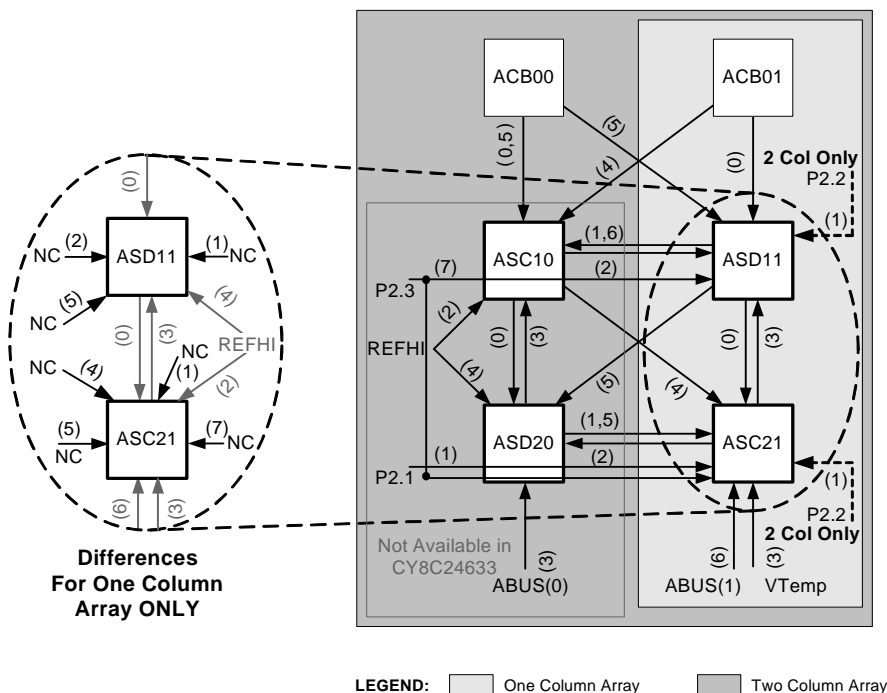 ACB00
ACB01
(0,5)
(5)
(4)
(0)
2 Col Only
P2.2
(1)
(0)
ASD11
(2)
NC
(1)
NC
(5)
NC
(4)
(0)
(3)
REFHI
NC
(1)
(2)
NC
(4)
ASC21
(5)
NC
(7)
NC
(6)
(3)
Differences
For One Column
Array ONLY
ASC10
(1,6)
(2)
ASD11
P2.3
(7)
(2)
REFHI
(4)
(0)
(3)
(5)
(4)
(0)
(3)
ASD20
(1,5)
(2)
ASC21
P2.1
(1)
(1)
P2.2
2 Col Only
Not Available in
CY8C24633
(3)
ABUS(0)
(6)
ABUS(1)
(3)
VTemp
LEGEND:
One Column Array
Two Column Array